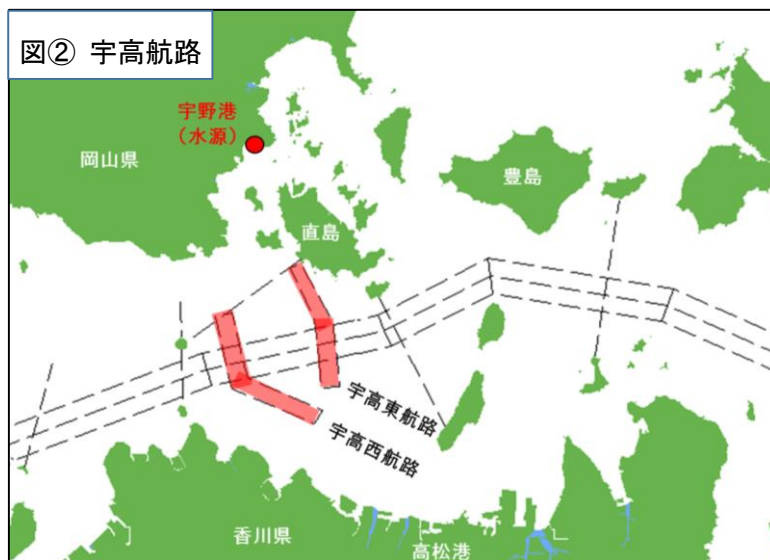 図② 宇高航路
宇野港
(水源)
岡山県
豊島
直島
宇高東航路
宇高西航路
香川県
高松港